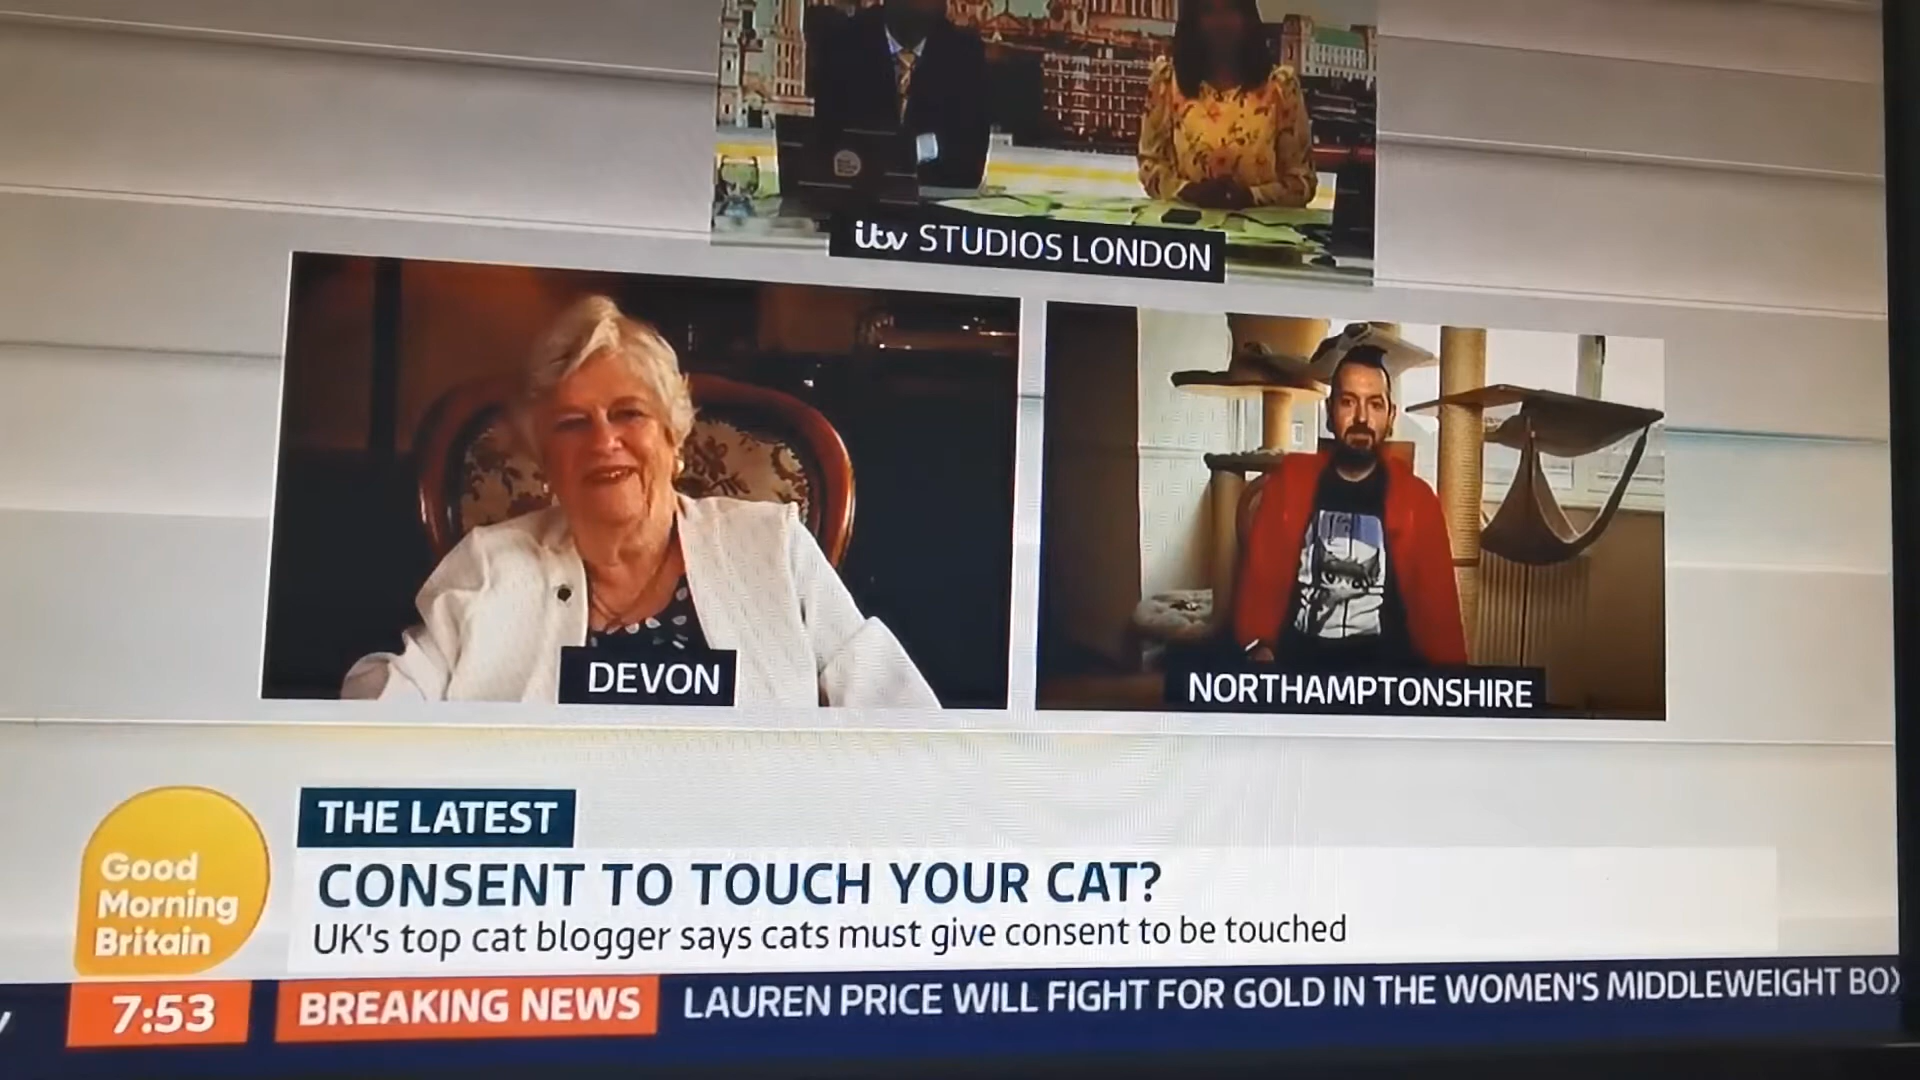 itv STUDIOS LONDON
DEVON
NORTHAMPTONSHIRE
THE LATEST
CONSENT TO TOUCH YOUR CAT?
UK's top cat blogger says cats must give consent to be touched
Good
Morning
Britain
7:53
BREAKING NEWS
LAUREN PRICE WILL FIGHT FOR GOLD IN THE WOMEN'S MIDDLEWEIGHT